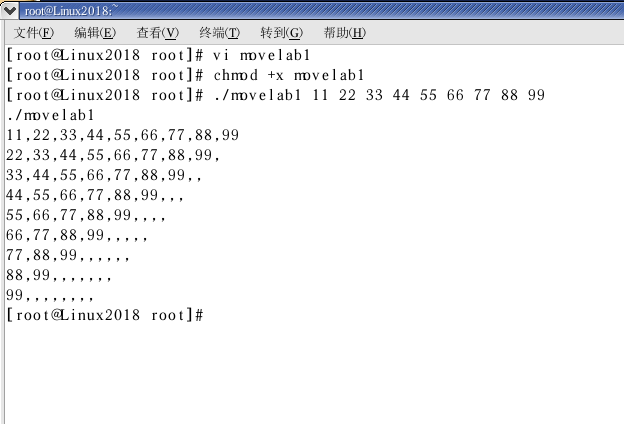 root@Linux2018:~
文件(F) 编辑(E) 查看(V) 终端(T) 转到(G) 帮助(H)
[root@Linux2018 root]# vi movelab1
[root@Linux2018 root]# chmod +x movelab1
[root@Linux2018 root]# ./movelab1 11 22 33 44 55 66 77 88 99
./movelab1
11,22,33,44,55,66,77,88,99
22,33,44,55,66,77,88,99,
33,44,55,66,77,88,99,,
44,55,66,77,88,99,,,
55,66,77,88,99,,,,
66,77,88,99,,,,,
77,88,99,,,,,,
88,99,,,,,,,
99,,,,,,,,
[root@Linux2018 root]#